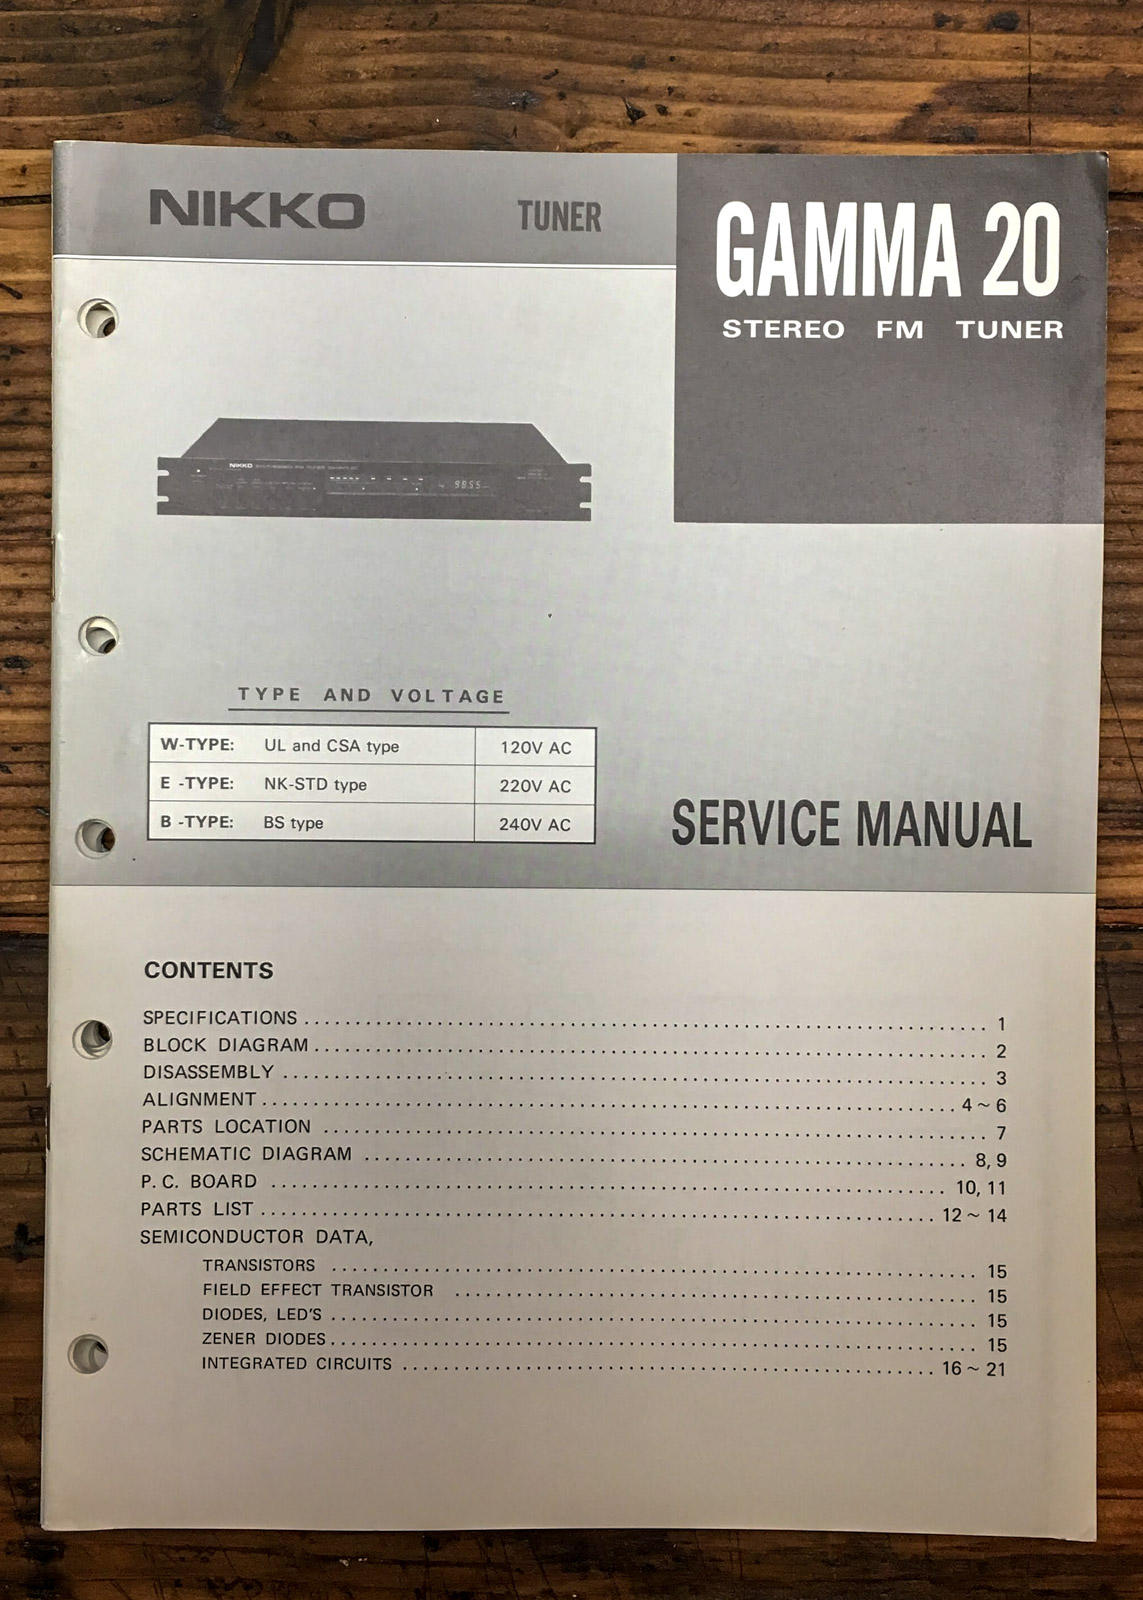 NIKKO TUNER
GAMMA 20
STEREO FM TUNER
NIKKO
TYPE AND VOLTAGE
W-TYPE: UL and CSA type 120V AC
E -TYPE: NK-STD type 220V AC
B -TYPE: BS type 240V AC
SERVICE MANUAL
CONTENTS
SPECIFICATIONS . . . . . . . . . . 1
BLOCK DIAGRAM . . . . . . . . . . 2
DISASSEMBLY . . . . . . . . . . 3
ALIGNMENT . . . . . . . . . . 4 ~ 6
PARTS LOCATION . . . . . . . . . . 7
SCHEMATIC DIAGRAM . . . . . . . . . . 8, 9
P. C. BOARD . . . . . . . . . . 10, 11
PARTS LIST . . . . . . . . . . 12 ~ 14
SEMICONDUCTOR DATA,
TRANSISTORS . . . . . . . . . . 15
FIELD EFFECT TRANSISTOR . . . . . . . . . . 15
DIODES, LED'S . . . . . . . . . . 15
ZENER DIODES . . . . . . . . . . 15
INTEGRATED CIRCUITS . . . . . . . . . . 16 ~ 21